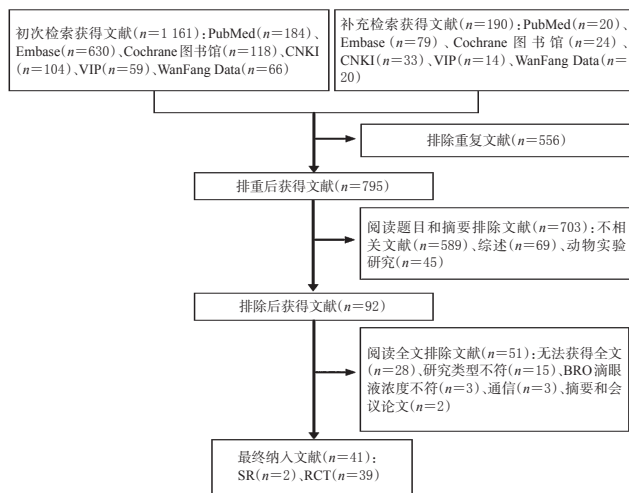 初次检索获得文献(n=1 161)：PubMed(n=184)、
Embase(n=630)、Cochrane图书馆(n=118)、CNKI
(n=104)、VIP(n=59)、WanFang Data(n=66)
补充检索获得文献(n=190)：PubMed(n=20)、
Embase(n=79)、Cochrane图书馆(n=24)、
CNKI(n=33)、VIP(n=14)、WanFang Data(n=
20)
排除重复文献(n=556)
排重后获得文献(n=795)
阅读题目和摘要排除文献(n=703)：不相
关文献(n=589)、综述(n=69)、动物实验
研究(n=45)
排除后获得文献(n=92)
阅读全文排除文献(n=51)：无法获得全文
(n=28)、研究类型不符(n=15)、BRO滴眼
液浓度不符(n=3)、通信(n=3)、摘要和会
议论文(n=2)
最终纳入文献(n=41)：
SR(n=2)、RCT(n=39)